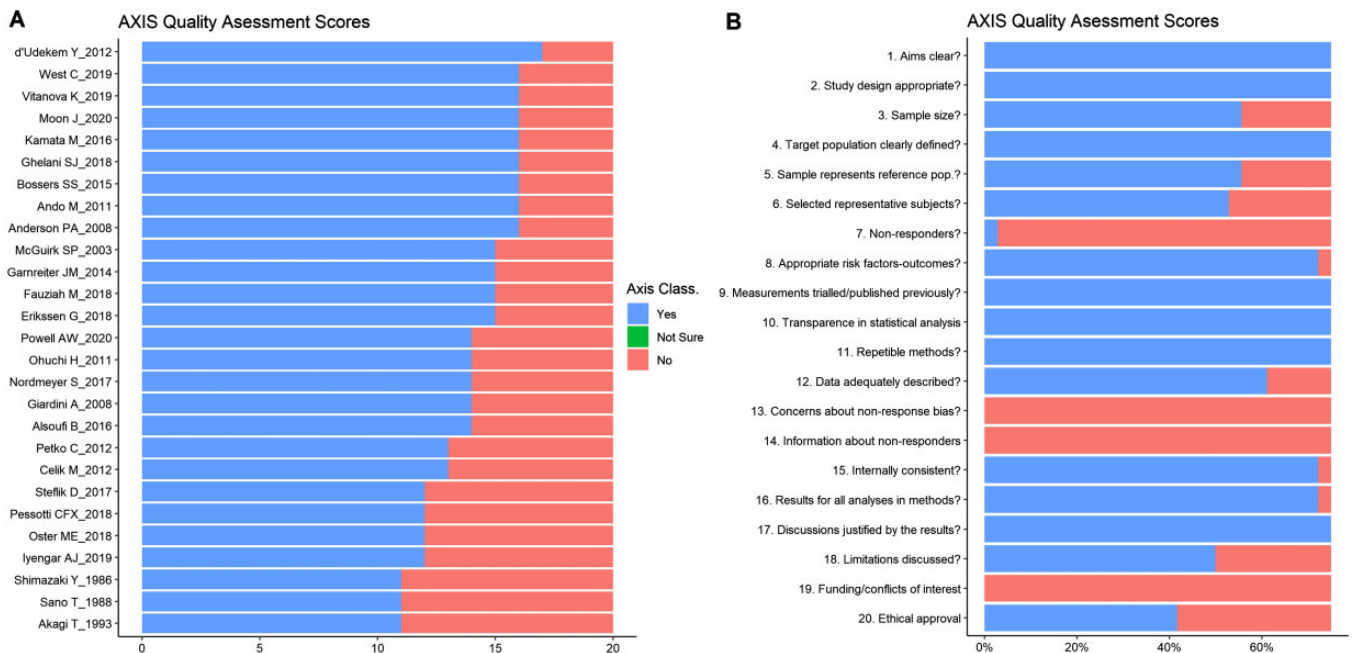 A
AXIS Quality Asessment Scores
d'Udekem Y_2012
West C_2019
Vitanova K_2019
Moon J_2020
Kamata M_2016
Ghelani SJ_2018
Bossers SS_2015
Ando M_2011
Anderson PA_2008
McGuirk SP_2003
Garnreiter JM_2014
Fauziah M_2018
Erikssen G_2018
Powell AW_2020
Ohuchi H_2011
Nordmeyer S_2017
Giardini A_2008
Alsoufi B_2016
Petko C_2012
Celik M_2012
Steflik D_2017
Pessotti CFX_2018
Oster ME_2018
Iyengar AJ_2019
Shimazaki Y_1986
Sano T_1988
Akagi T_1993
0 5 10 15 20
Axis Class.
Yes
Not Sure
No
B
AXIS Quality Asessment Scores
1. Aims clear?
2. Study design appropriate?
3. Sample size?
4. Target population clearly defined?
5. Sample represents reference pop.?
6. Selected representative subjects?
7. Non-responders?
8. Appropriate risk factors-outcomes?
9. Measurements trialled/published previously?
10. Transparence in statistical analysis
11. Repetible methods?
12. Data adequately described?
13. Concerns about non-response bias?
14. Information about non-responders
15. Internally consistent?
16. Results for all analyses in methods?
17. Discussions justified by the results?
18. Limitations discussed?
19. Funding/conflicts of interest
20. Ethical approval
0% 20% 40% 60%